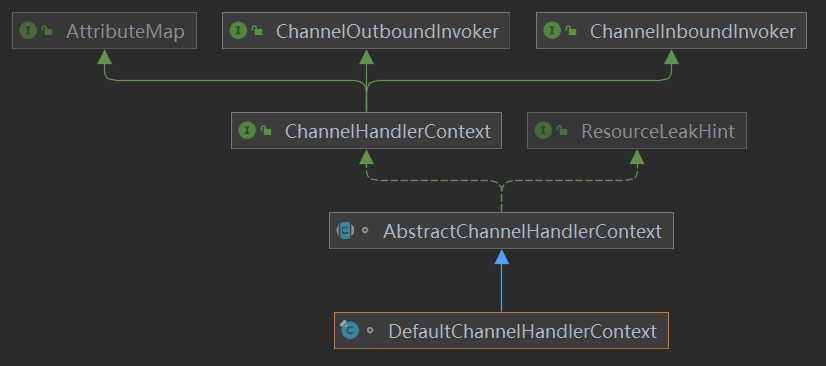 AttributeMap
ChannelOutboundInvoker
ChannelInboundInvoker
ChannelHandlerContext
ResourceLeakHint
AbstractChannelHandlerContext
DefaultChannelHandlerContext